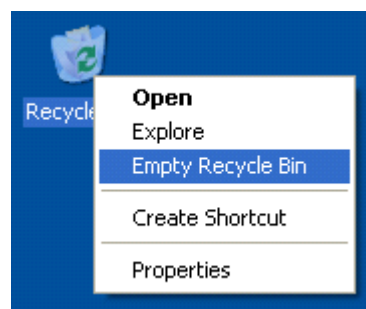 Recycle
Open
Explore
Empty Recycle Bin
Create Shortcut
Properties